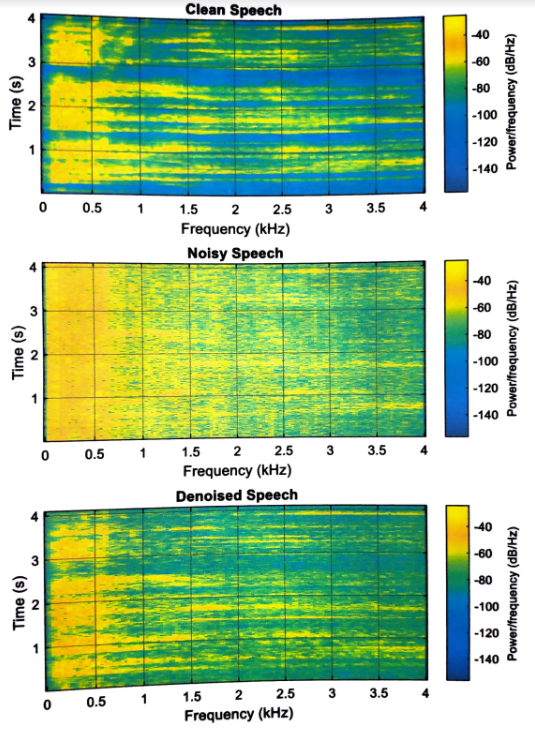 Clean Speech
4
3
2
1
Time (s)
0 0.5 1 1.5 2 2.5 3 3.5 4
Frequency (kHz)
-40
-60
-80
-100
-120
-140
Power/frequency (dB/Hz)
Noisy Speech
4
3
2
1
Time (s)
0 0.5 1 1.5 2 2.5 3 3.5 4
Frequency (kHz)
-40
-60
-80
-100
-120
-140
Power/frequency (dB/Hz)
Denoised Speech
4
3
2
1
Time (s)
0 0.5 1 1.5 2 2.5 3 3.5 4
Frequency (kHz)
-40
-60
-80
-100
-120
-140
Power/frequency (dB/Hz)